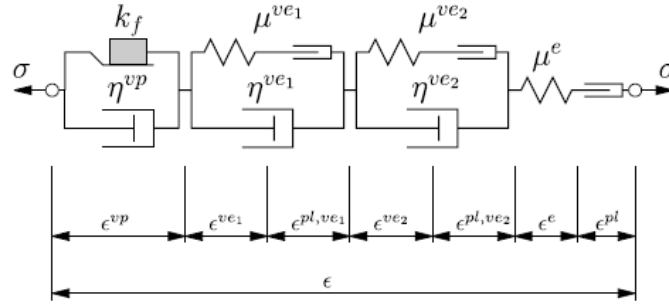 k_f μ^{ve_1} μ^{ve_2} μ^e
σ η^{vp} η^{ve_1} η^{ve_2} σ
ϵ^{vp} ϵ^{ve_1} ϵ^{pl,ve_1} ϵ^{ve_2} ϵ^{pl,ve_2} ϵ^e ϵ^{pl}
ϵ